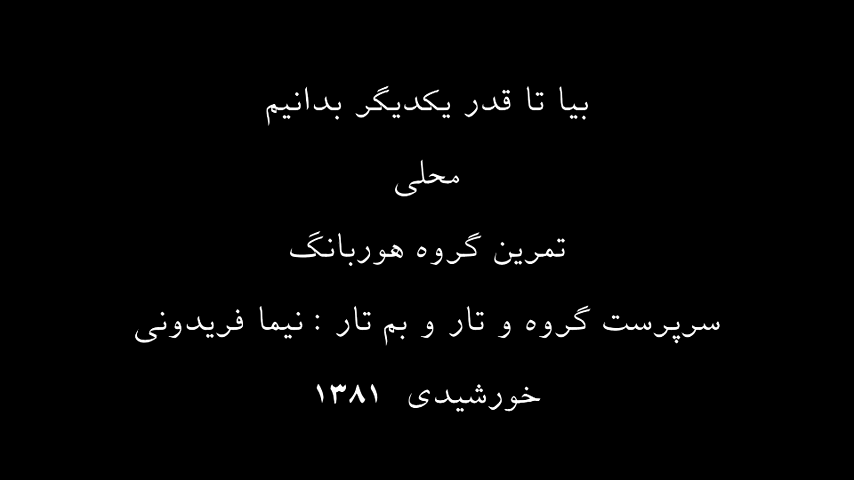 بیا تا قدر یکدیگر بدانیم
محلی
تمرین گروه هوربانگ
سرپرست گروه و تار و بم تار : نیما فریدونی
خورشیدی ۱۳۸۱